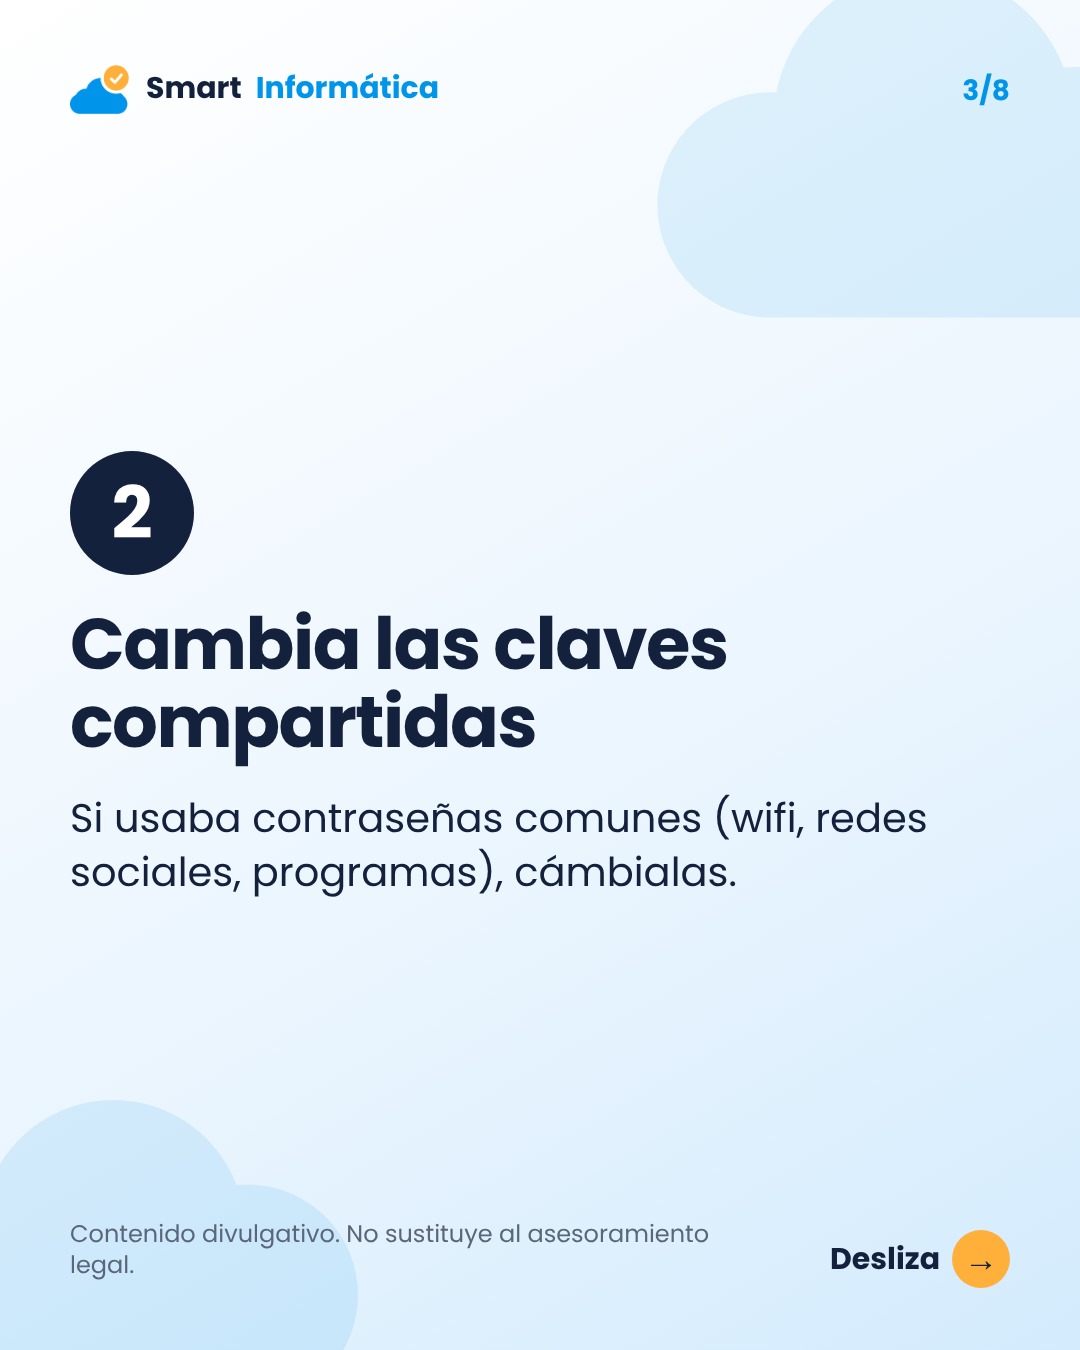 Smart Informática
3/8
2
Cambia las claves
compartidas
Si usaba contraseñas comunes (wifi, redes
sociales, programas), cámbialas.
Contenido divulgativo. No sustituye al asesoramiento
legal.
Desliza →